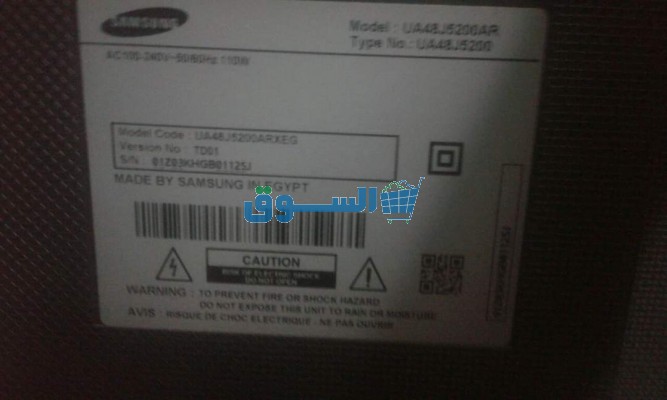 SAMSUNG
Model : UA48J5200AR
Type No : UA48J5200
AC100-240V~50/60Hz 110W
Model Code : UA48J5200ARXEG
Version No : TD01
S/N : 01Z03KHGB01125J
MADE BY SAMSUNG IN EGYPT
السوق
CAUTION
RISK OF ELECTRIC SHOCK
DO NOT OPEN
WARNING : TO PREVENT FIRE OR SHOCK HAZARD
DO NOT EXPOSE THIS UNIT TO RAIN OR MOISTURE
AVIS : RISQUE DE CHOC ELECTRIQUE - NE PAS OUVRIR